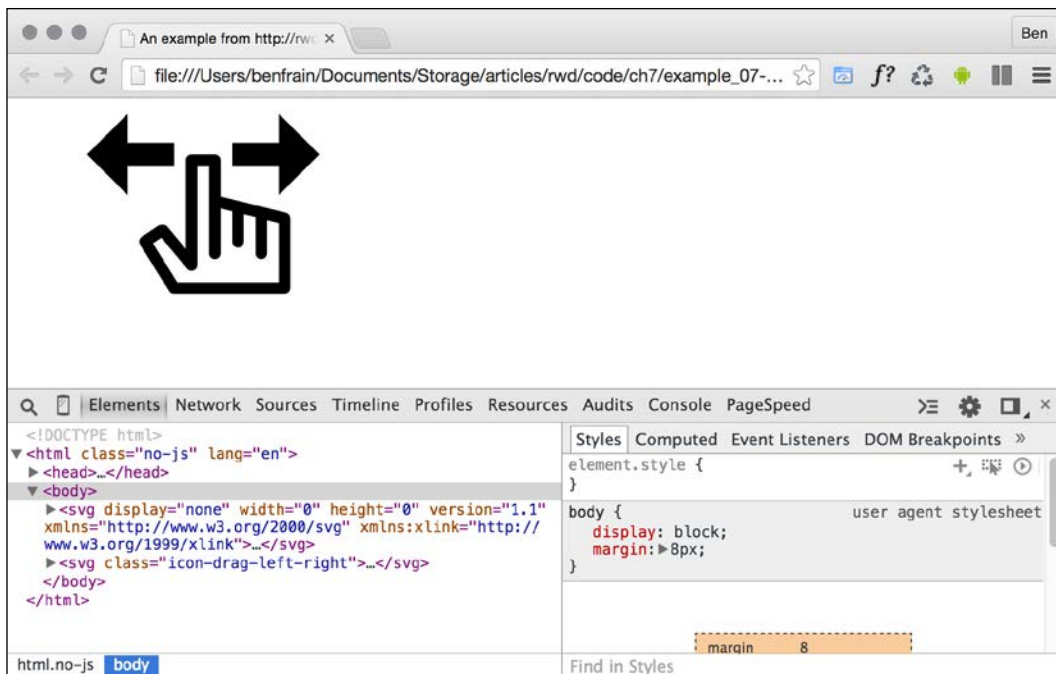 An example from http://rwd ×
Ben
file:///Users/benfrain/Documents/Storage/articles/rwd/code/ch7/example_07-...
f?
Elements Network Sources Timeline Profiles Resources Audits Console PageSpeed
<!DOCTYPE html>
▼<html class="no-js" lang="en">
▶<head>…</head>
▼<body>
▶<svg display="none" width="0" height="0" version="1.1"
xmlns="http://www.w3.org/2000/svg" xmlns:xlink="http://
www.w3.org/1999/xlink">…</svg>
▶<svg class="icon-drag-left-right">…</svg>
</body>
</html>
html.no-js body
Styles Computed Event Listeners DOM Breakpoints »
element.style {
}
body { user agent stylesheet
display: block;
margin:▶8px;
}
margin 8
Find in Styles